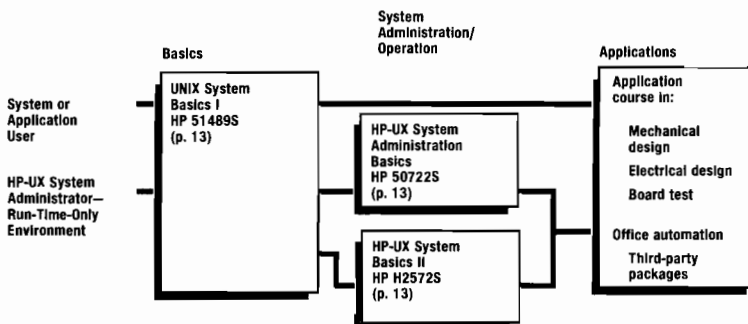 System
Administration/
Operation
Basics
Applications
System or
Application
User
HP-UX System
Administrator—
Run-Time-Only
Environment
UNIX System
Basics I
HP 51489S
(p. 13)
HP-UX System
Administration
Basics
HP 50722S
(p. 13)
HP-UX System
Basics II
HP H2572S
(p. 13)
Application
course in:
Mechanical
design
Electrical design
Board test
Office automation
Third-party
packages